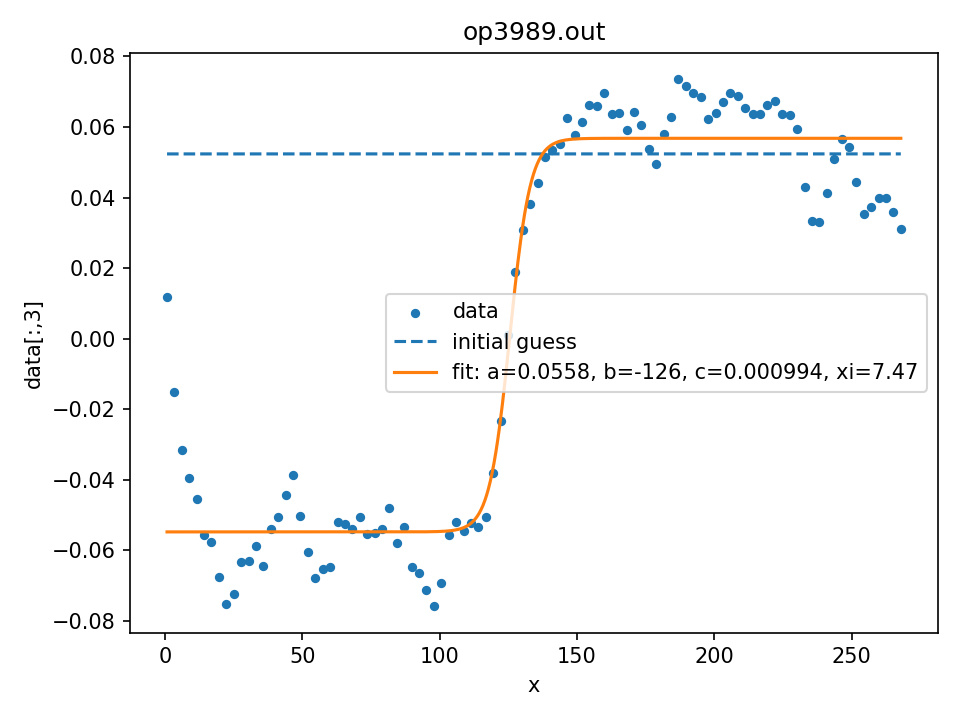 op3989.out
0.08
0.06
0.04
0.02
0.00
−0.02
−0.04
−0.06
−0.08
data[:,3]
data
initial guess
fit: a=0.0558, b=-126, c=0.000994, xi=7.47
0 50 100 150 200 250
x